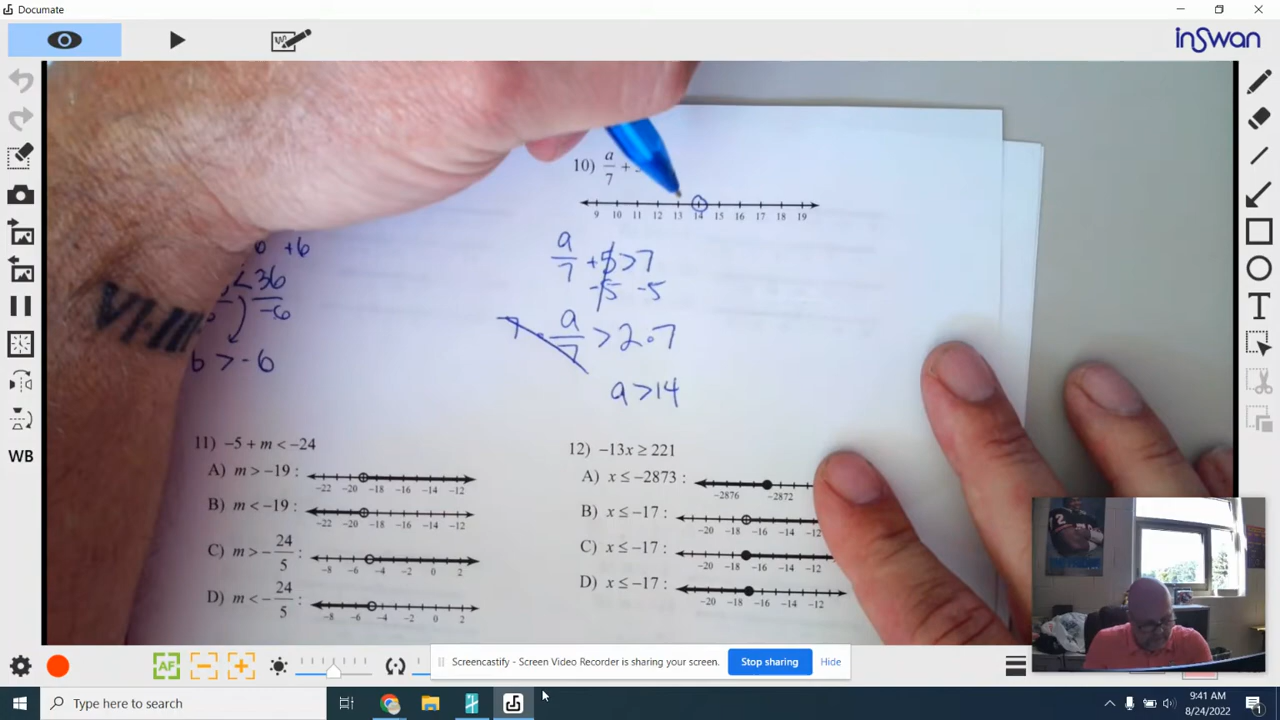 Documate
inSwan
10) a/7 +
9 10 11 12 13 14 15 16 17 18 19
6 +6
a/7 + 5 > 7
< 36
-5 -5
-6
7 · a/7 > 2 · 7
6 > -6
a > 14
11) -5 + m < -24
A) m > -19 :
-22 -20 -18 -16 -14 -12
B) m < -19 :
-22 -20 -18 -16 -14 -12
C) m > - 24/5 :
-8 -6 -4 -2 0 2
D) m < - 24/5 :
-8 -6 -4 -2 0 2
12) -13x ≥ 221
A) x ≤ -2873 :
-2876 -2872
B) x ≤ -17 :
-20 -18 -16 -14 -12
C) x ≤ -17 :
-20 -18 -16 -14 -12
D) x ≤ -17 :
-20 -18 -16 -14 -12
VI·III
WB
T
AF
Screencastify - Screen Video Recorder is sharing your screen.
Stop sharing
Hide
Type here to search
9:41 AM
8/24/2022